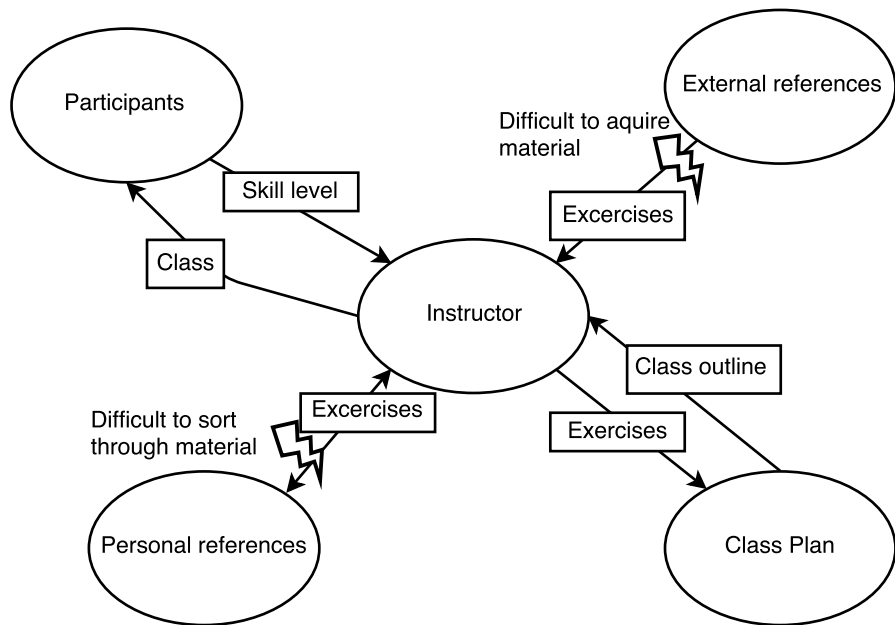 Participants
External references
Difficult to aquire
material
Skill level
Excercises
Class
Instructor
Class outline
Excercises
Difficult to sort
through material
Exercises
Personal references
Class Plan